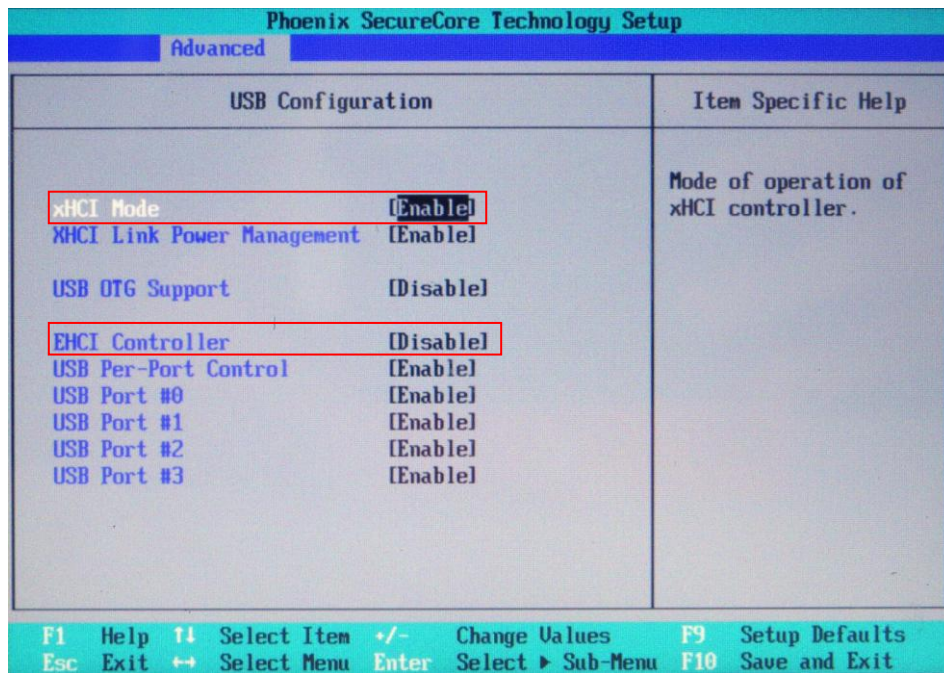 Phoenix SecureCore Technology Setup
Advanced
USB Configuration
Item Specific Help
xHCI Mode [Enable]
XHCI Link Power Management [Enable]
USB OTG Support [Disable]
EHCI Controller [Disable]
USB Per-Port Control [Enable]
USB Port #0 [Enable]
USB Port #1 [Enable]
USB Port #2 [Enable]
USB Port #3 [Enable]
Mode of operation of
xHCI controller.
F1 Help ↑↓ Select Item +/- Change Values F9 Setup Defaults
Esc Exit ↔ Select Menu Enter Select ▶ Sub-Menu F10 Save and Exit